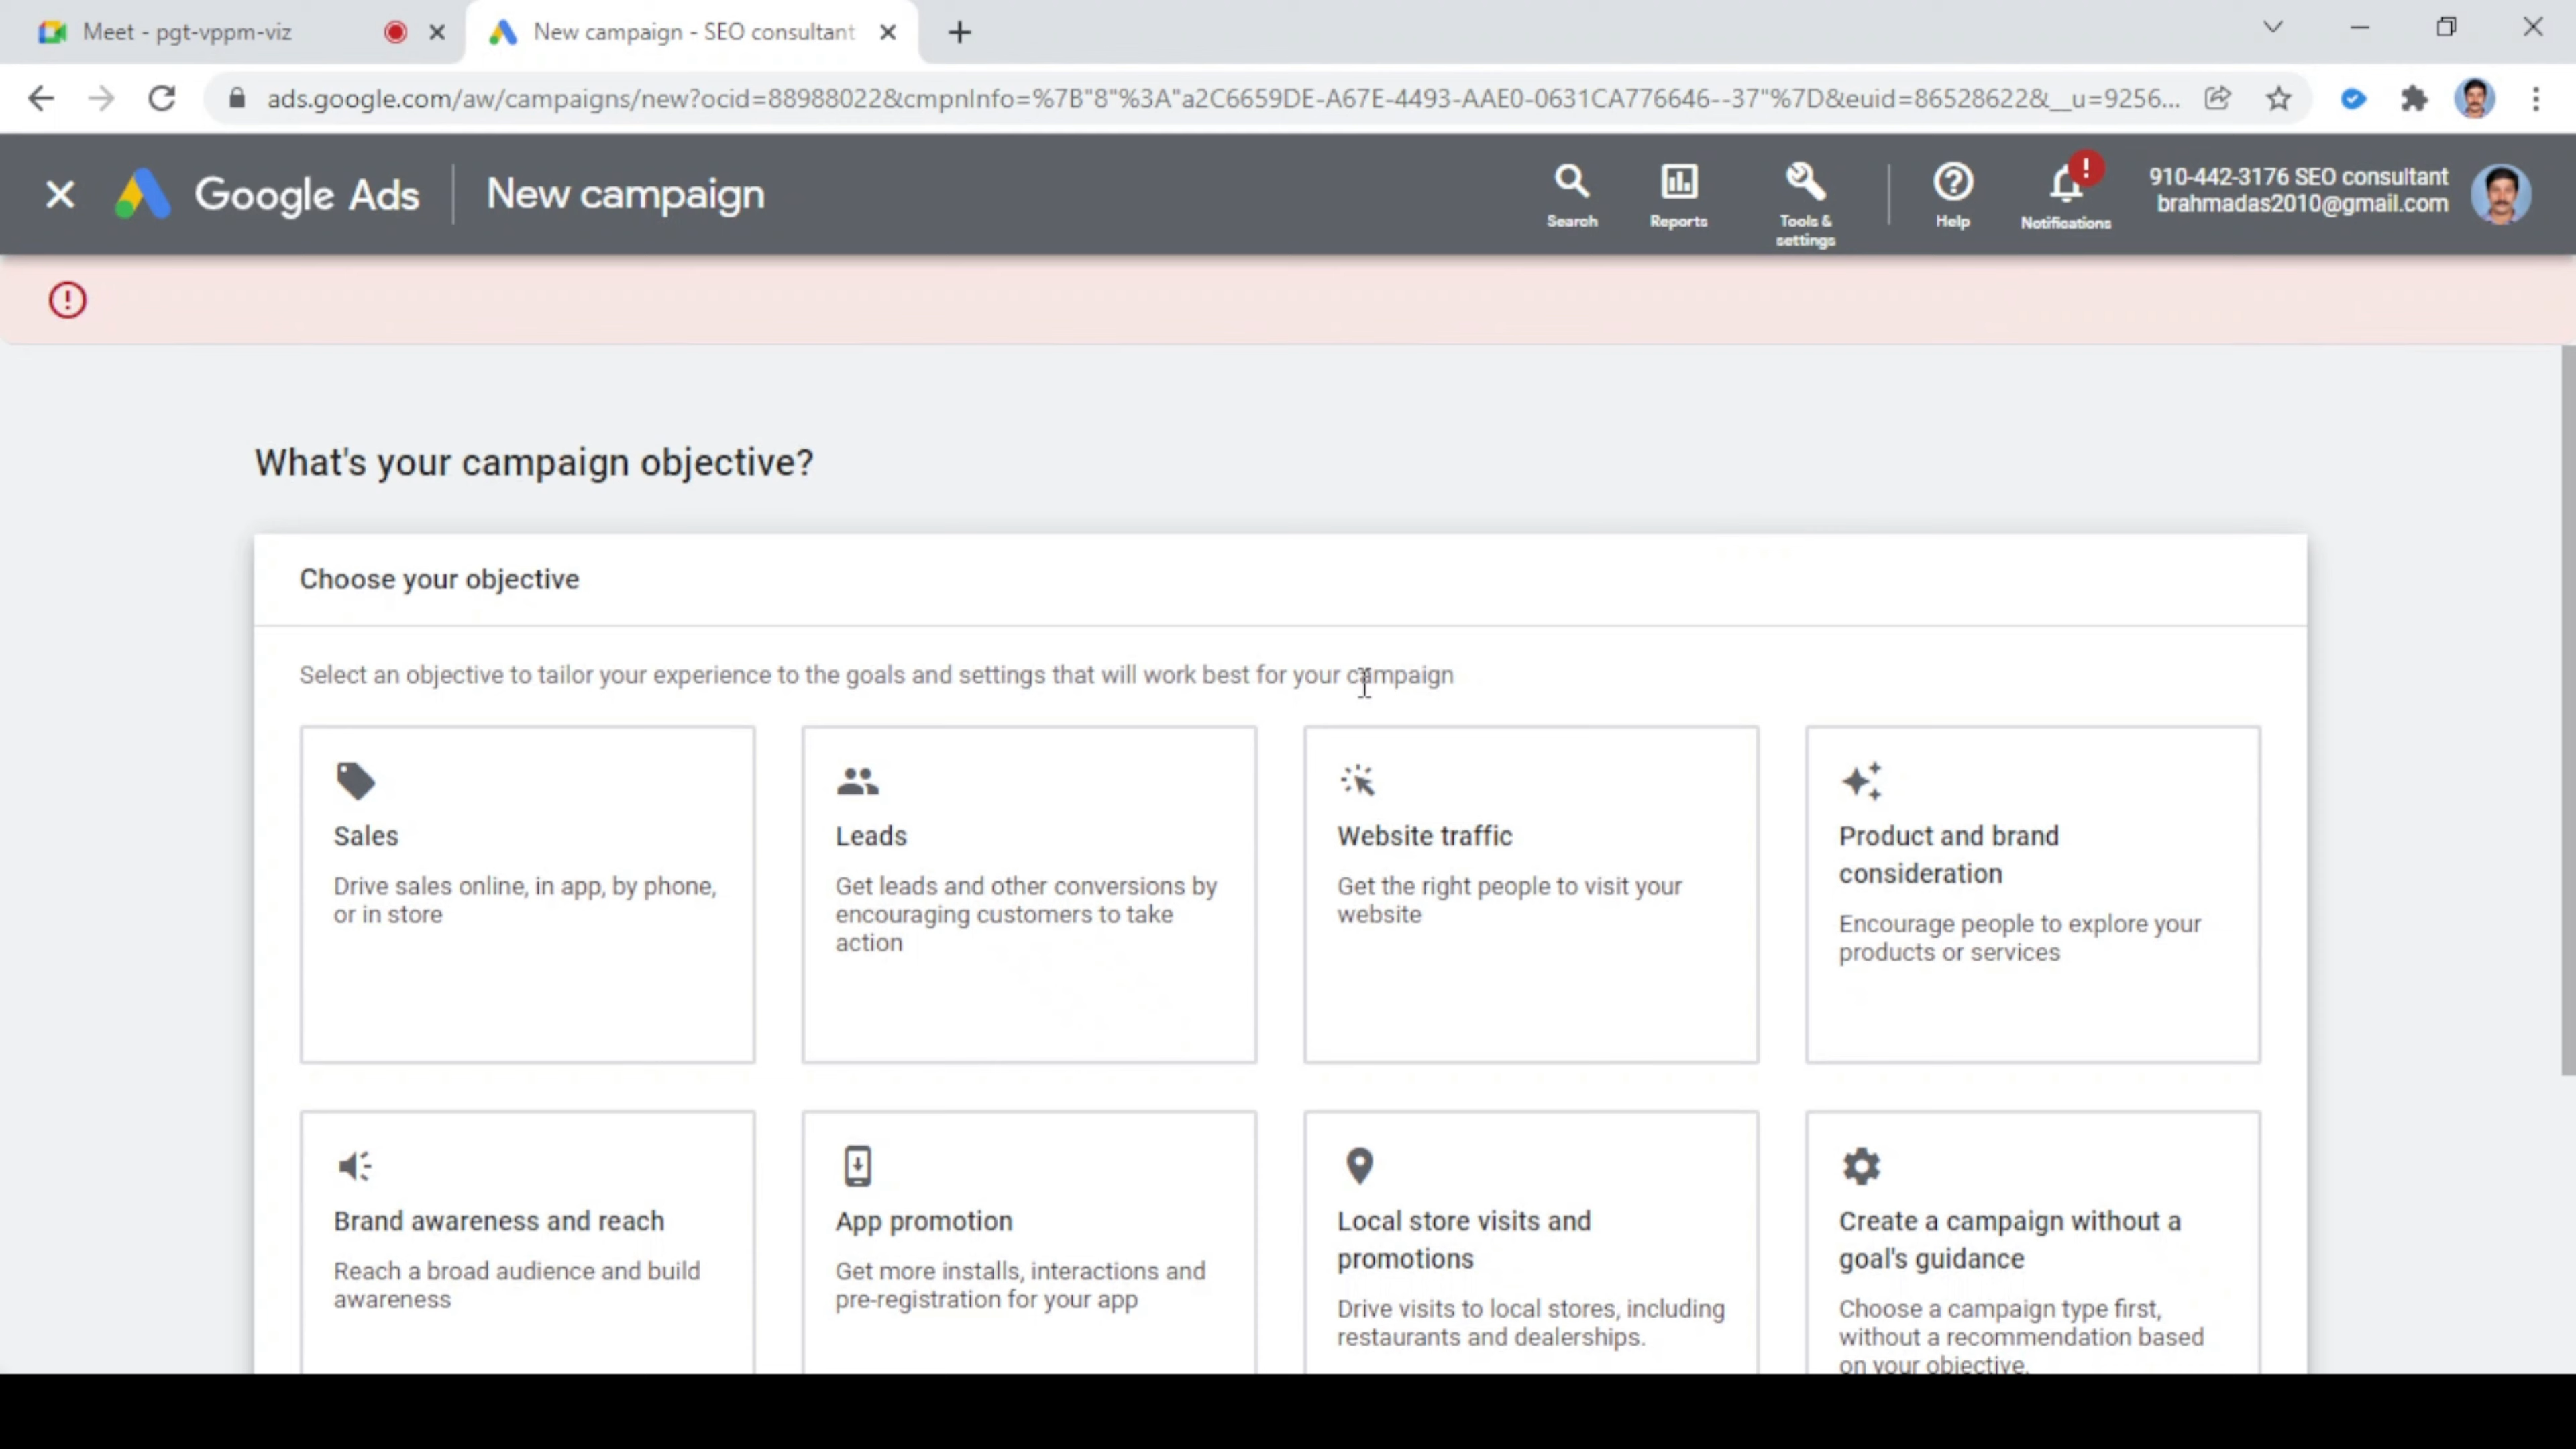 Meet - pgt-vppm-viz
New campaign - SEO consultant
ads.google.com/aw/campaigns/new?ocid=88988022&cmpnInfo=%7B"8"%3A"a2C6659DE-A67E-4493-AAE0-0631CA776646--37"%7D&euid=86528622&__u=9256...
Google Ads
New campaign
Search
Reports
Tools &
settings
Help
Notifications
910-442-3176 SEO consultant
brahmadas2010@gmail.com
What's your campaign objective?
Choose your objective
Select an objective to tailor your experience to the goals and settings that will work best for your campaign
Sales
Drive sales online, in app, by phone,
or in store
Leads
Get leads and other conversions by
encouraging customers to take
action
Website traffic
Get the right people to visit your
website
Product and brand
consideration
Encourage people to explore your
products or services
Brand awareness and reach
Reach a broad audience and build
awareness
App promotion
Get more installs, interactions and
pre-registration for your app
Local store visits and
promotions
Drive visits to local stores, including
restaurants and dealerships.
Create a campaign without a
goal's guidance
Choose a campaign type first,
without a recommendation based
on your objective.